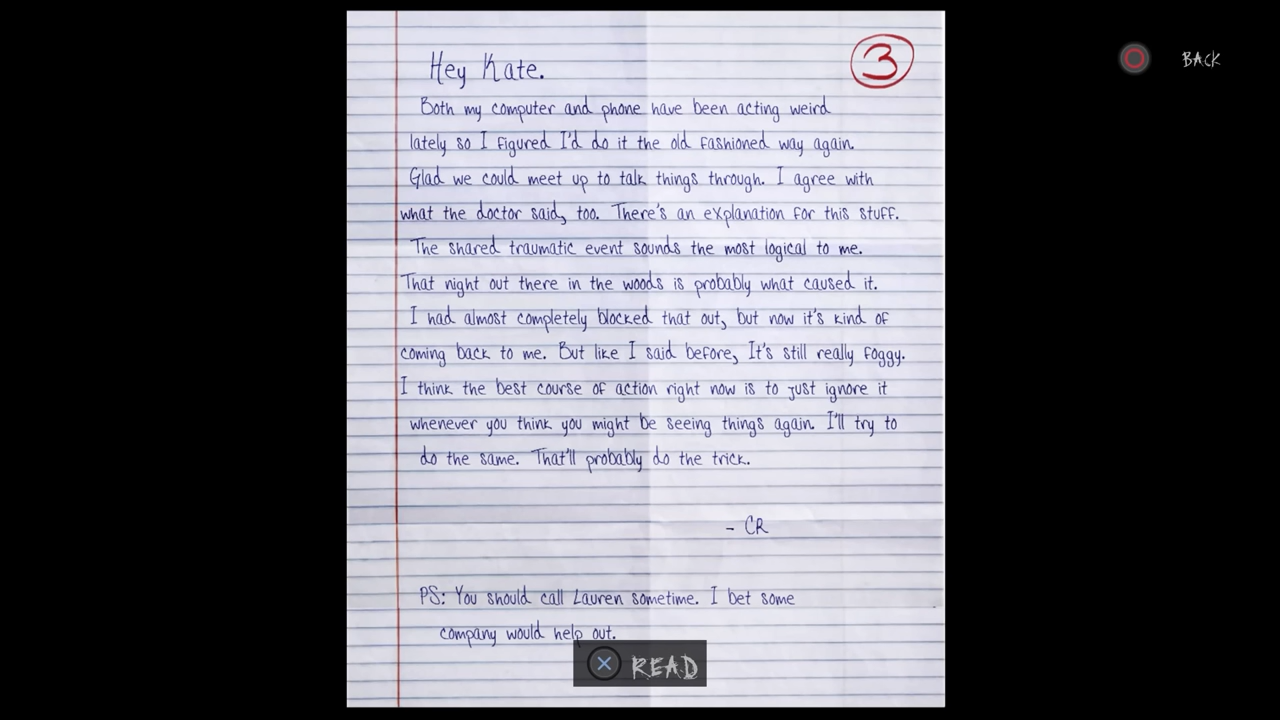 Hey Kate.
3
BACK
Both my computer and phone have been acting weird
lately so I figured I'd do it the old fashioned way again.
Glad we could meet up to talk things through. I agree with
what the doctor said, too. There's an explanation for this stuff.
The shared traumatic event sounds the most logical to me.
That night out there in the woods is probably what caused it.
I had almost completely blocked that out, but now it's kind of
coming back to me. But like I said before, It's still really foggy.
I think the best course of action right now is to just ignore it
whenever you think you might be seeing things again. I'll try to
do the same. That'll probably do the trick.
- CR
PS: You should call Lauren sometime. I bet some
company would help out.
READ